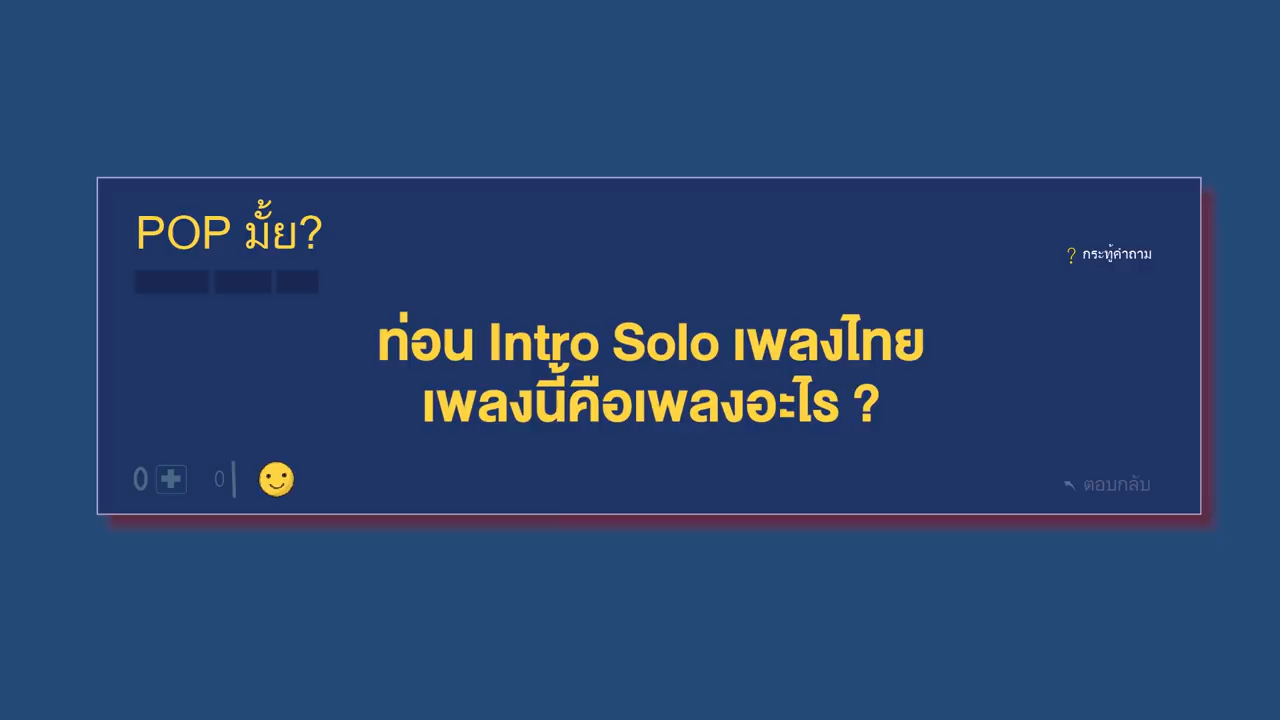 POP มั้ย?
? กระทู้คำถาม
ท่อน Intro Solo เพลงไทย
เพลงนี้คือเพลงอะไร ?
0 0
ตอบกลับ